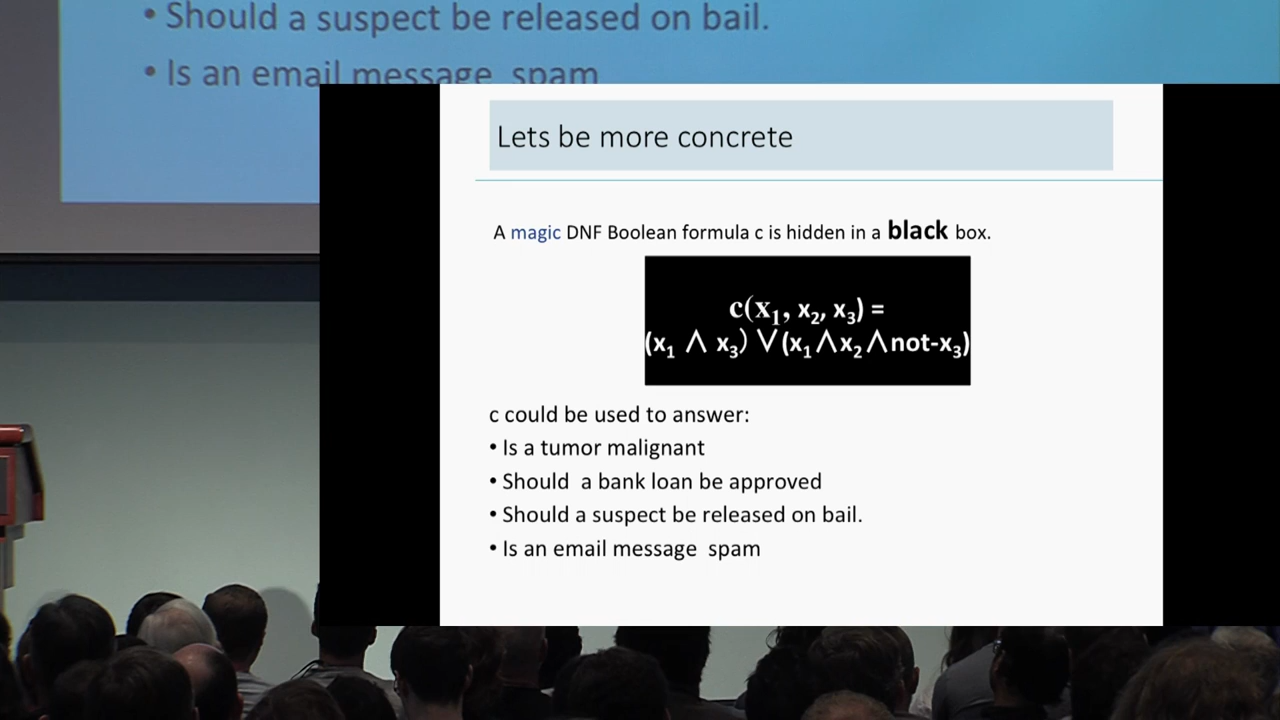 • Should a suspect be released on bail.
• Is an email message spam
Lets be more concrete
A magic DNF Boolean formula c is hidden in a black box.
c(x₁, x₂, x₃) =
(x₁ ∧ x₃) ∨ (x₁ ∧ x₂ ∧ not-x₃)
c could be used to answer:
• Is a tumor malignant
• Should a bank loan be approved
• Should a suspect be released on bail.
• Is an email message spam